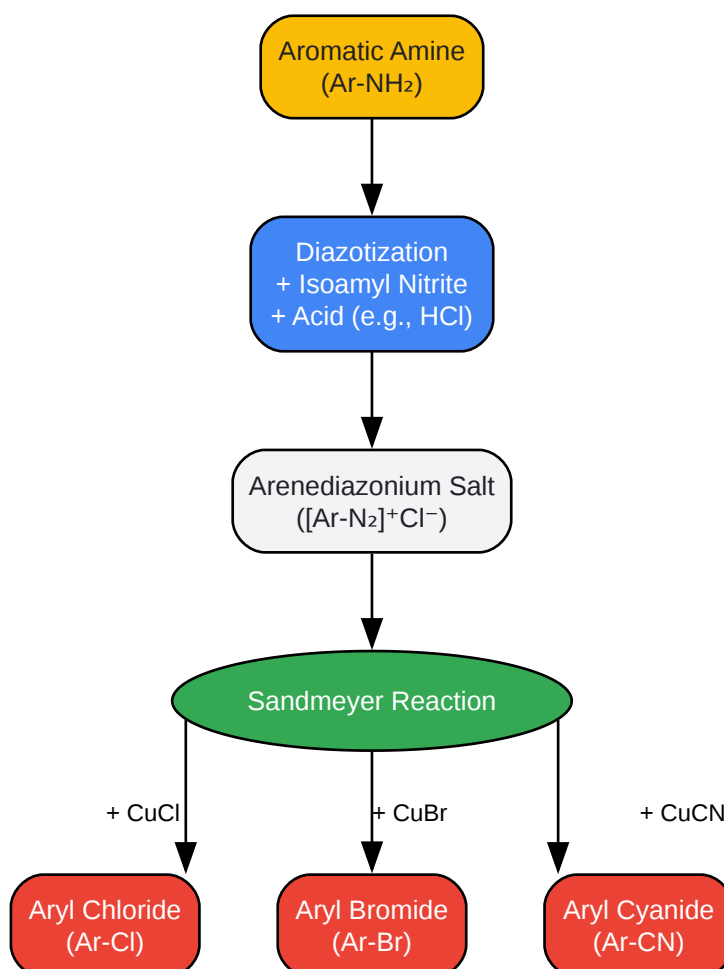 Aromatic Amine
(Ar-NH₂)
Diazotization
+ Isoamyl Nitrite
+ Acid (e.g., HCl)
Arenediazonium Salt
([Ar-N₂]⁺Cl⁻)
Sandmeyer Reaction
+ CuCl
+ CuBr
+ CuCN
Aryl Chloride
(Ar-Cl)
Aryl Bromide
(Ar-Br)
Aryl Cyanide
(Ar-CN)